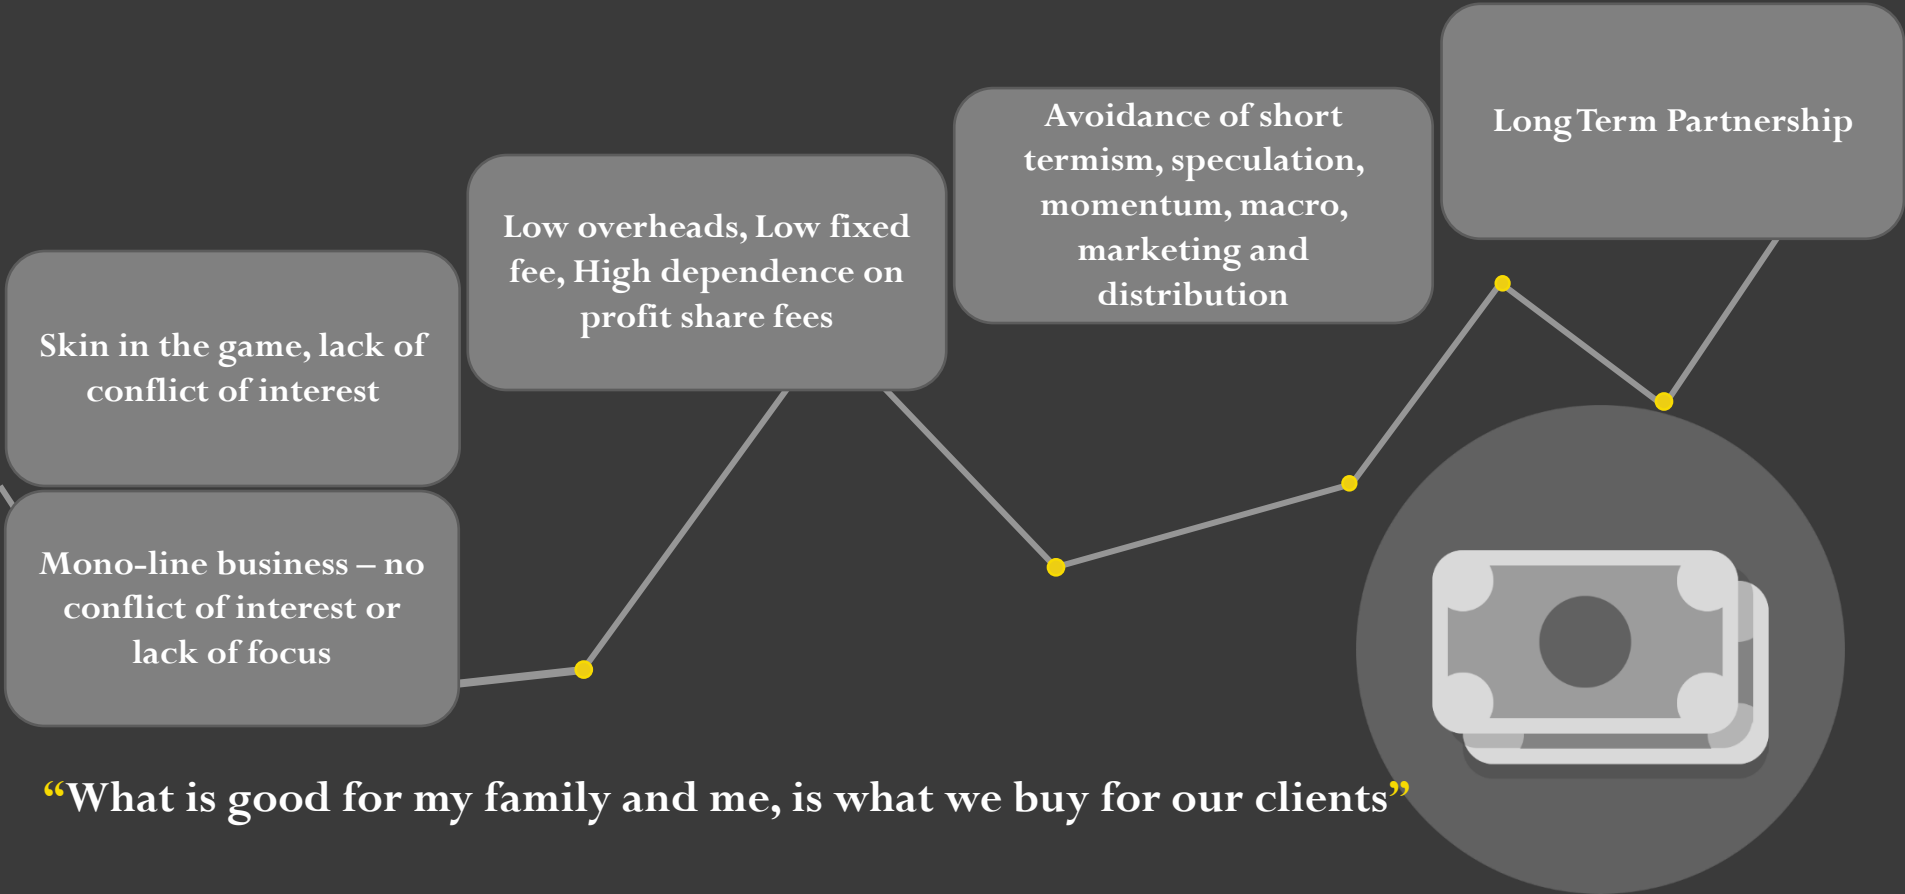 Skin in the game, lack of
conflict of interest
Mono-line business – no
conflict of interest or
lack of focus
Low overheads, Low fixed
fee, High dependence on
profit share fees
Avoidance of short
termism, speculation,
momentum, macro,
marketing and
distribution
Long Term Partnership
“What is good for my family and me, is what we buy for our clients”